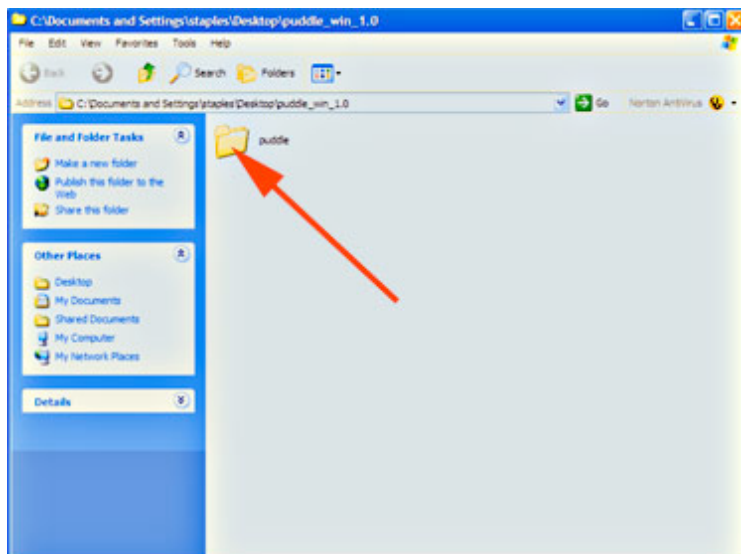 C:\Documents and Settings\staples\Desktop\puddle_win_1.0
File Edit View Favorites Tools Help
Back Search Folders
Address C:\Documents and Settings\staples\Desktop\puddle_win_1.0 Go Norton AntiVirus
File and Folder Tasks
Make a new folder
Publish this folder to the
Web
Share this folder
puddle
Other Places
Desktop
My Documents
Shared Documents
My Computer
My Network Places
Details